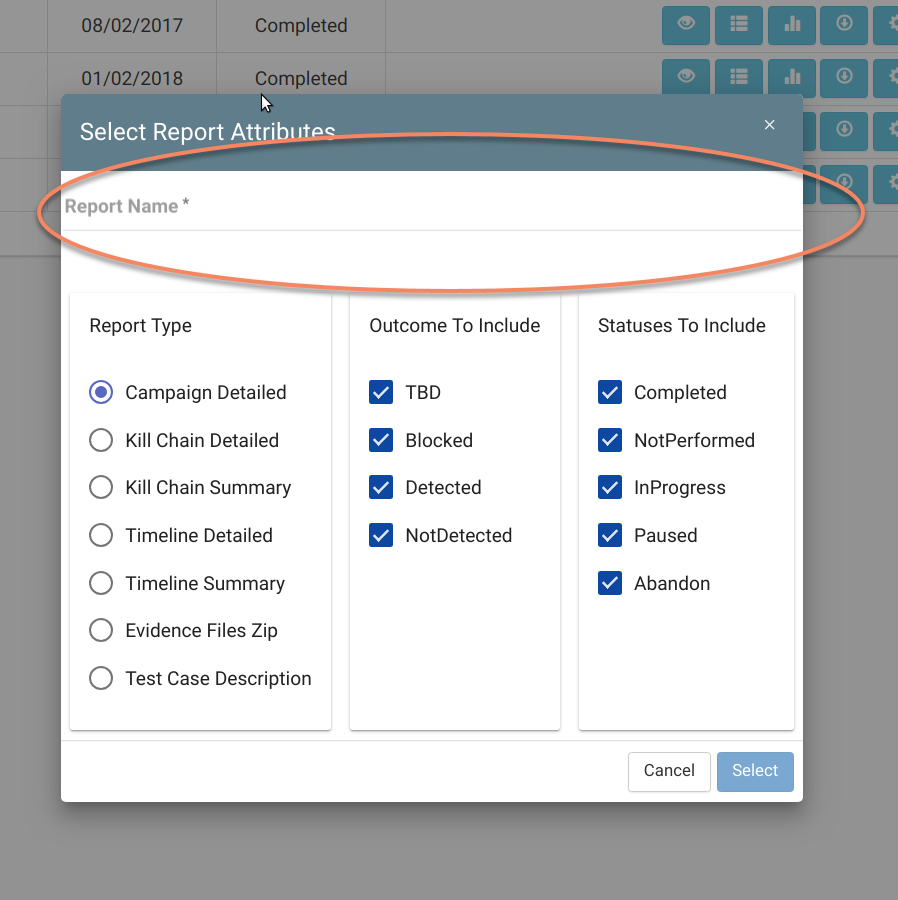 08/02/2017 Completed
01/02/2018 Completed
Select Report Attributes ×
Report Name *
Report Type
Campaign Detailed
Kill Chain Detailed
Kill Chain Summary
Timeline Detailed
Timeline Summary
Evidence Files Zip
Test Case Description
Outcome To Include
TBD
Blocked
Detected
NotDetected
Statuses To Include
Completed
NotPerformed
InProgress
Paused
Abandon
Cancel Select